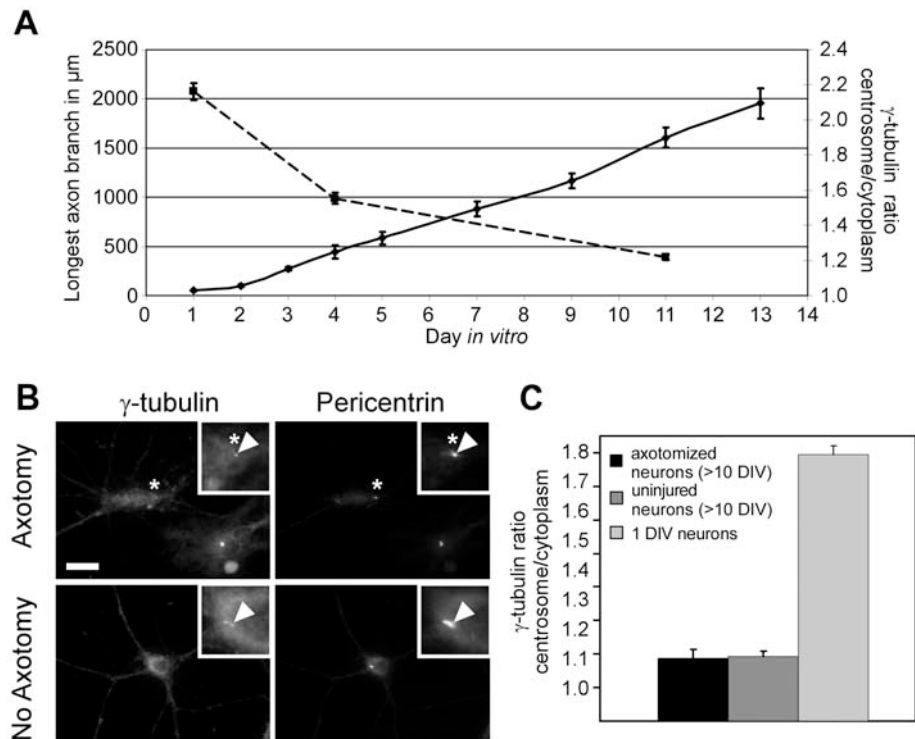 A
Longest axon branch in µm
2500
2000
1500
1000
500
0
2.4
2.2
2.0
1.8
1.6
1.4
1.2
1.0
γ-tubulin ratio
centrosome/cytoplasm
0 1 2 3 4 5 6 7 8 9 10 11 12 13 14
Day in vitro
B
γ-tubulin
Pericentrin
Axotomy
*
*
*
*
No Axotomy
C
γ-tubulin ratio
centrosome/cytoplasm
1.8
1.7
1.6
1.5
1.4
1.3
1.2
1.1
1.0
axotomized
neurons (>10 DIV)
uninjured
neurons (>10 DIV)
1 DIV neurons